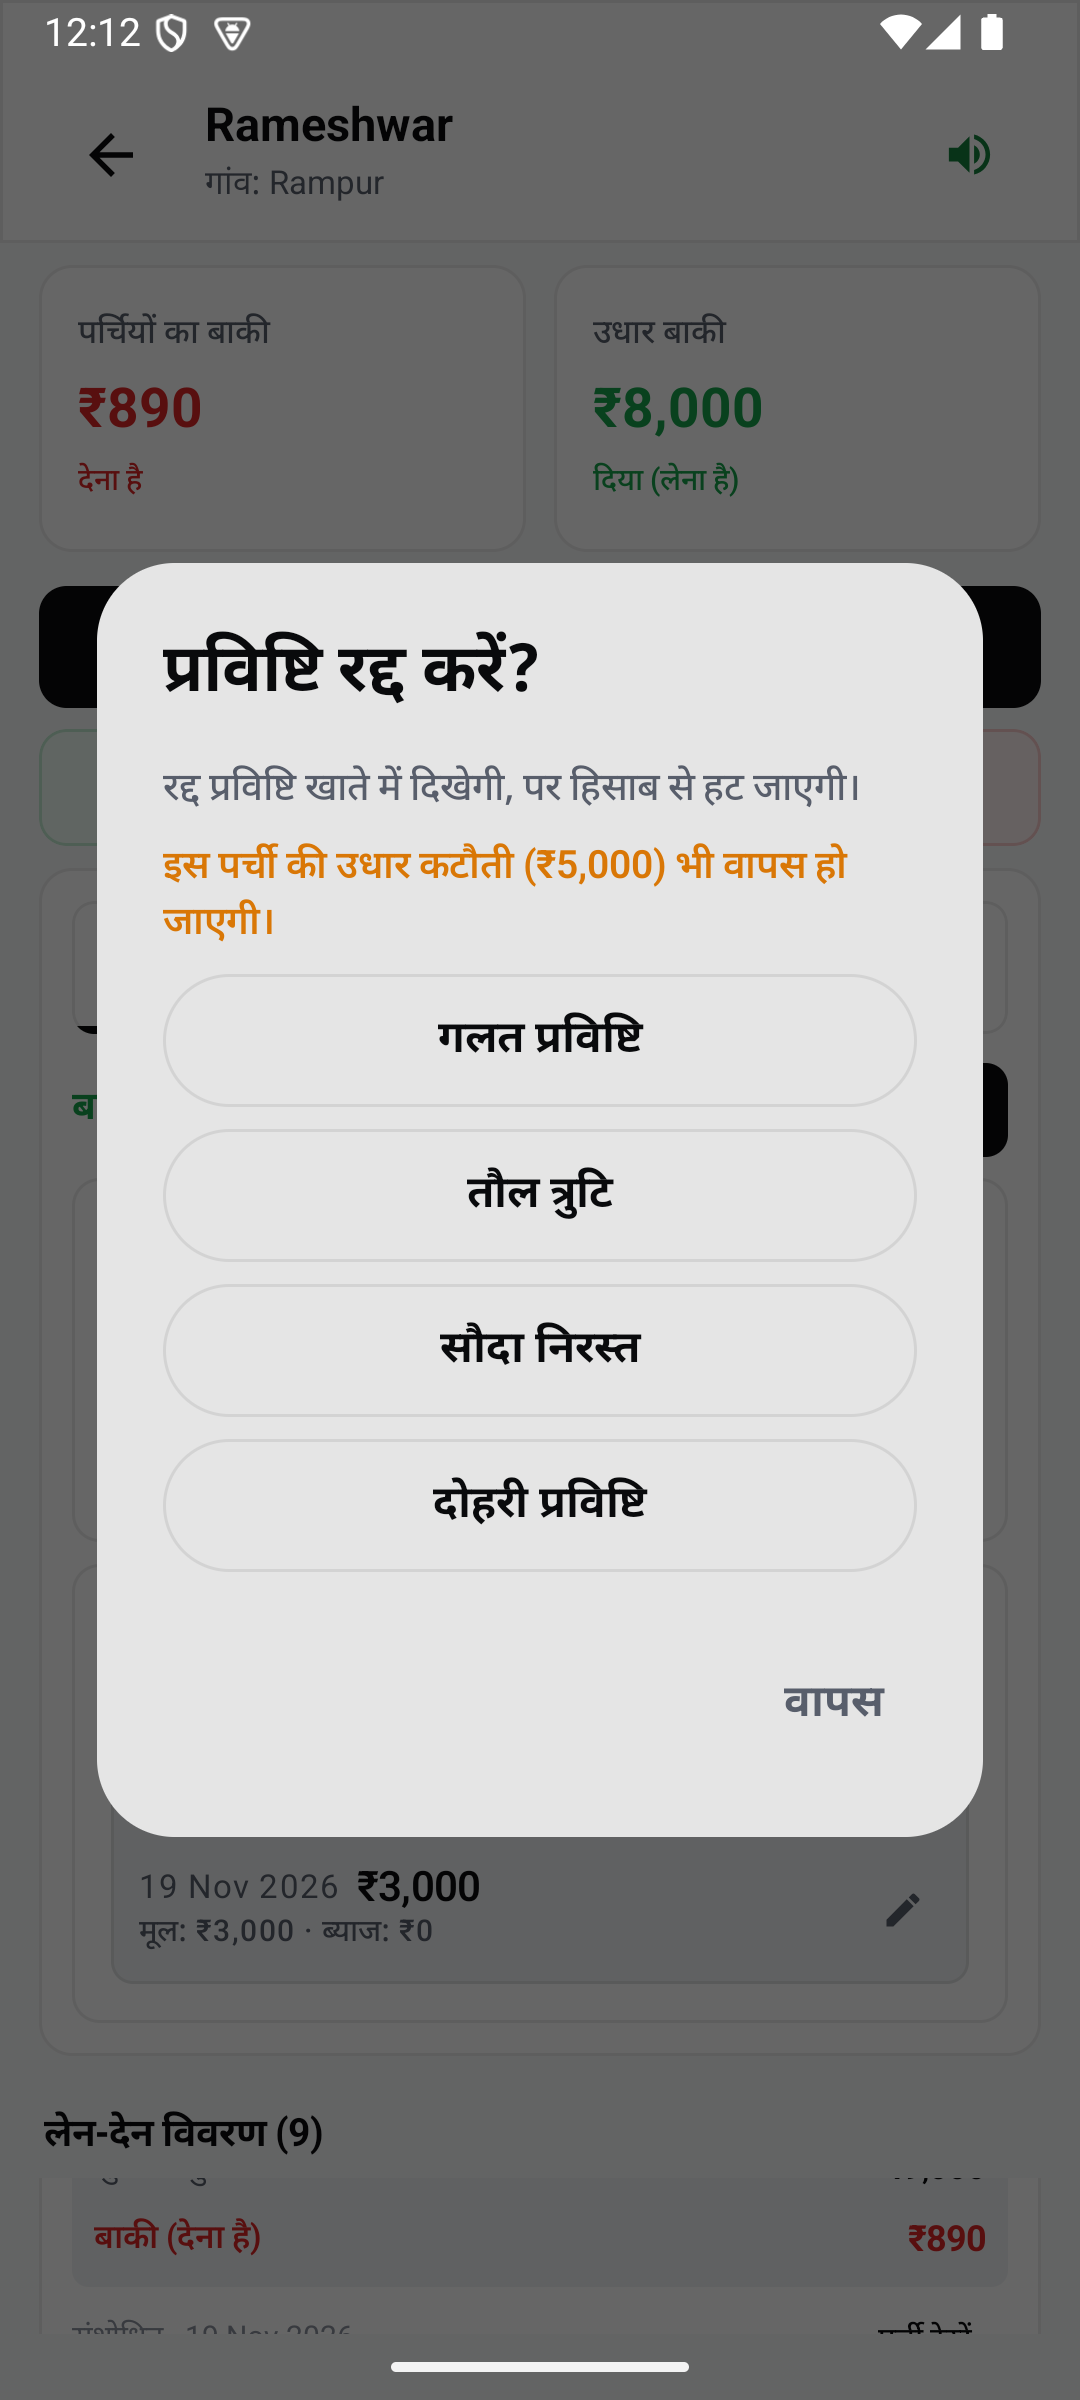 12:12
Rameshwar
गांव: Rampur
पर्चियों का बाकी
₹890
देना है
उधार बाकी
₹8,000
दिया (लेना है)
प्रविष्टि रद्द करें?
रद्द प्रविष्टि खाते में दिखेगी, पर हिसाब से हट जाएगी।
इस पर्ची की उधार कटौती (₹5,000) भी वापस हो
जाएगी।
गलत प्रविष्टि
तौल त्रुटि
सौदा निरस्त
दोहरी प्रविष्टि
वापस
19 Nov 2026 ₹3,000
मूल: ₹3,000 · ब्याज: ₹0
लेन-देन विवरण (9)
बाकी (देना है) ₹890